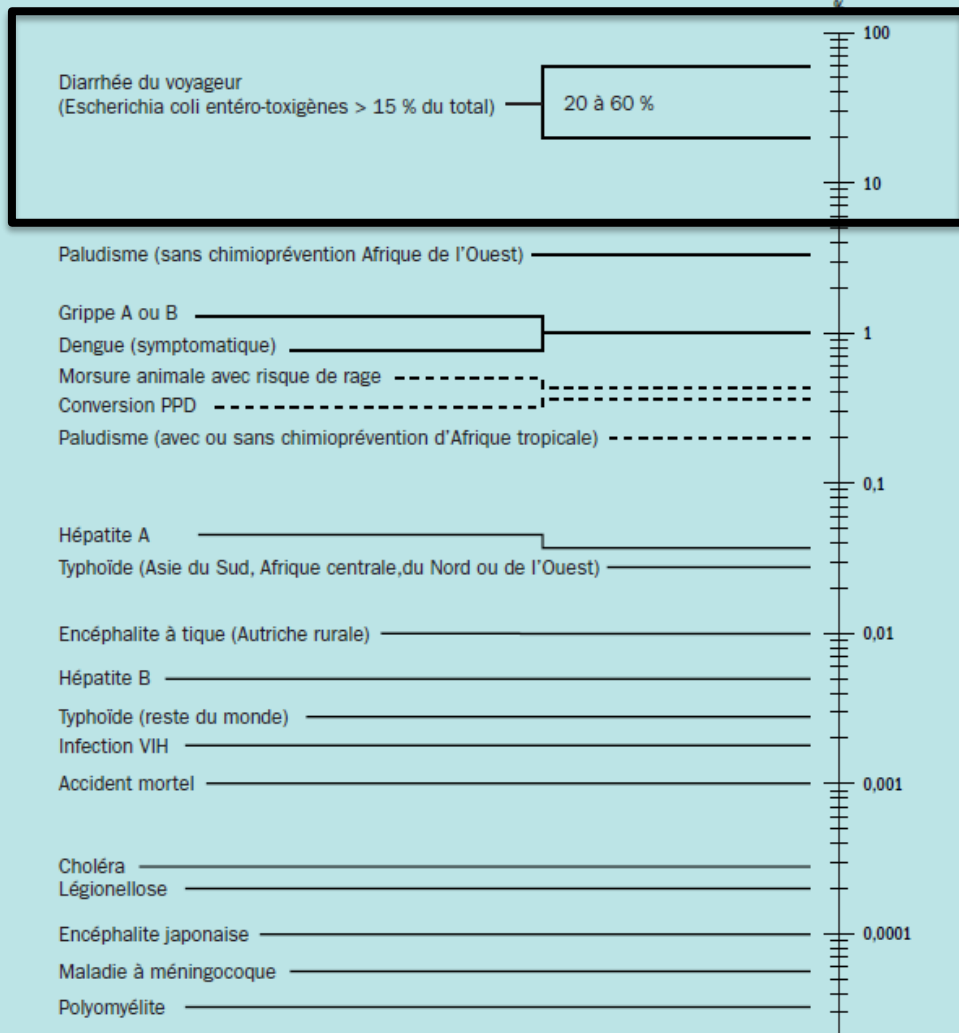 %
100
Diarrhée du voyageur
(Escherichia coli entéro-toxigènes > 15 % du total)
20 à 60 %
10
Paludisme (sans chimioprévention Afrique de l'Ouest)
Grippe A ou B
1
Dengue (symptomatique)
Morsure animale avec risque de rage
Conversion PPD
Paludisme (avec ou sans chimioprévention d'Afrique tropicale)
0,1
Hépatite A
Typhoïde (Asie du Sud, Afrique centrale,du Nord ou de l'Ouest)
Encéphalite à tique (Autriche rurale)
0,01
Hépatite B
Typhoïde (reste du monde)
Infection VIH
Accident mortel
0,001
Choléra
Légionellose
Encéphalite japonaise
0,0001
Maladie à méningocoque
Polyomyélite